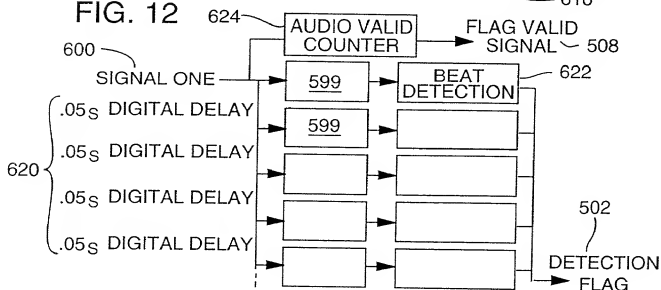 FIG. 12
624
AUDIO VALID
COUNTER
FLAG VALID
SIGNAL
508
600
SIGNAL ONE
599
BEAT
DETECTION
622
.05S DIGITAL DELAY
599
.05S DIGITAL DELAY
620
.05S DIGITAL DELAY
.05S DIGITAL DELAY
502
DETECTION
FLAG